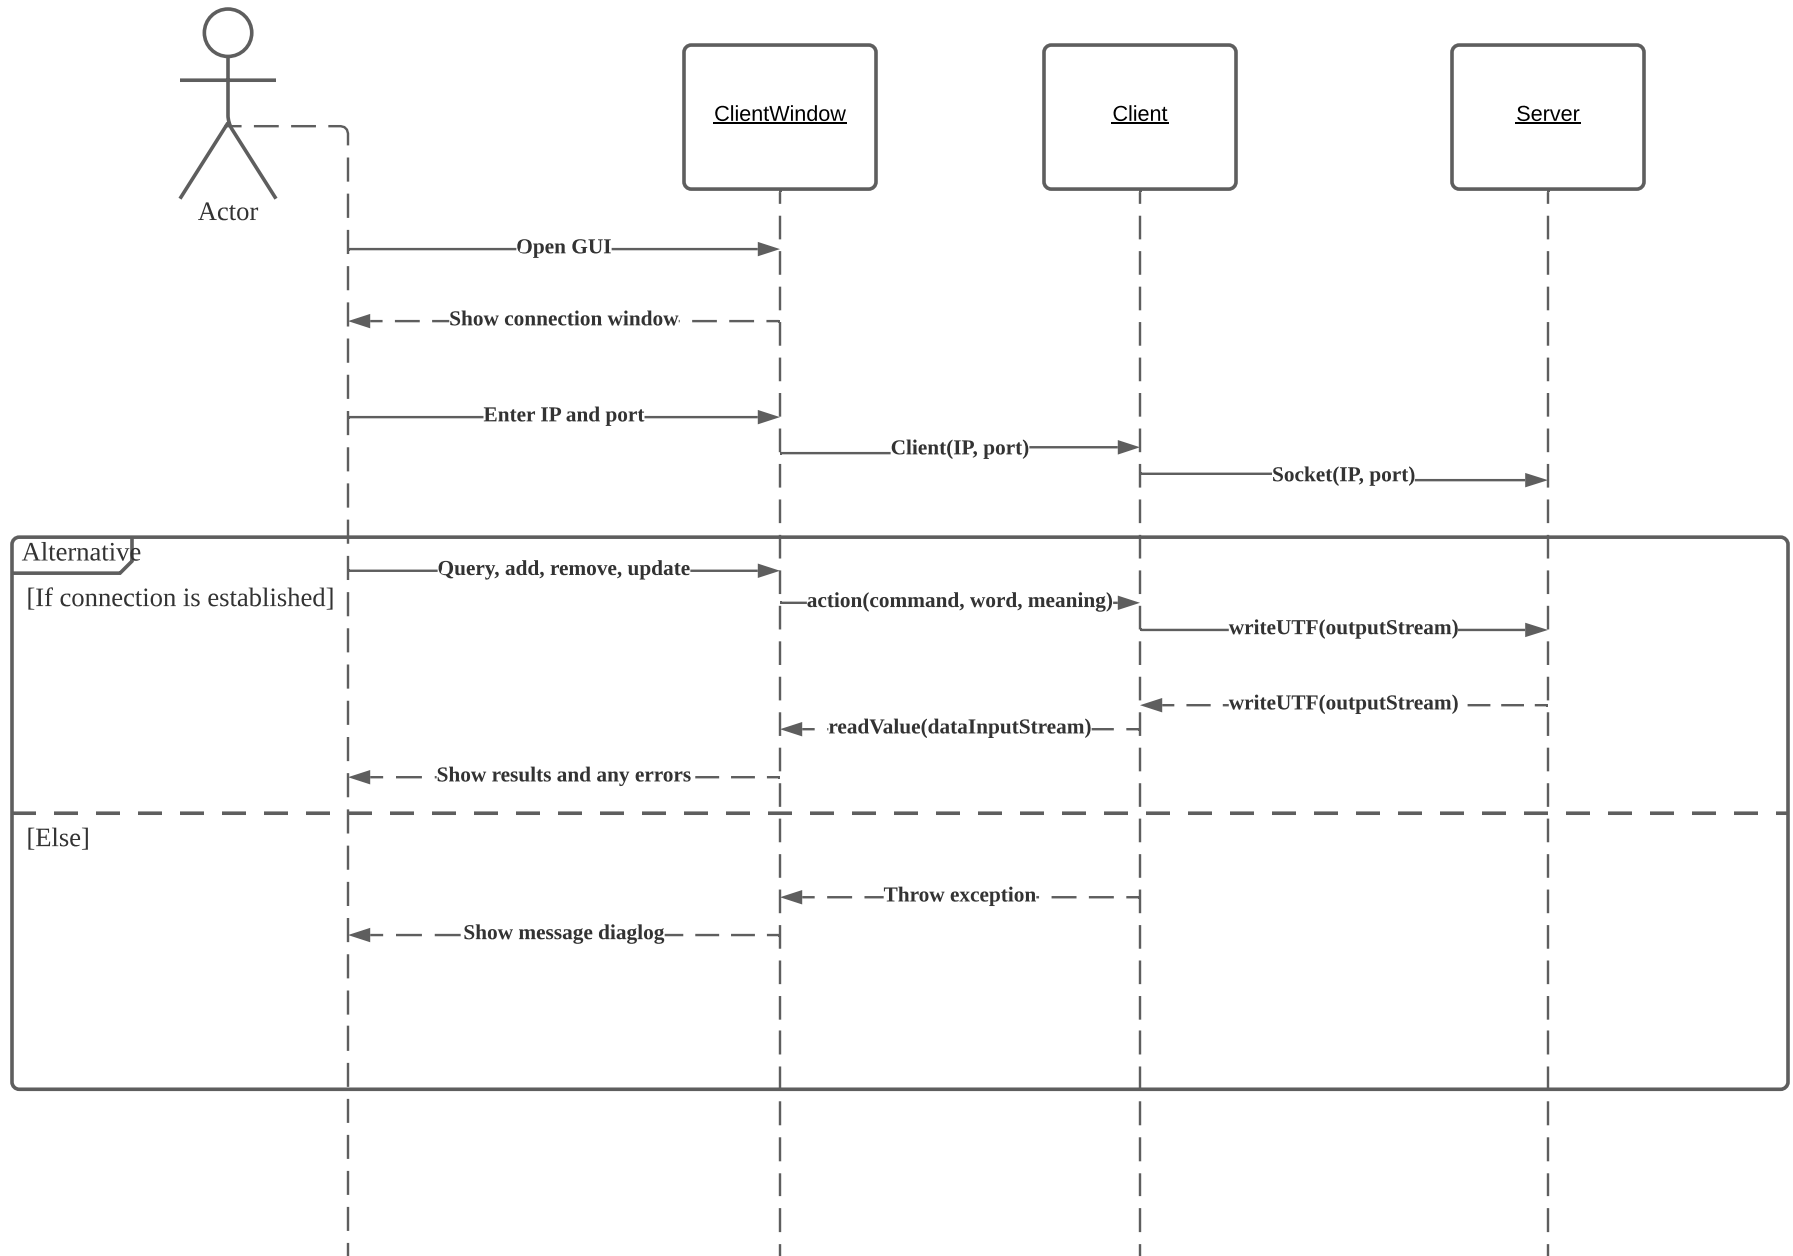 ClientWindow
Client
Server
Actor
Open GUI
Show connection window
Enter IP and port
Client(IP, port)
Socket(IP, port)
Alternative
Query, add, remove, update
[If connection is established]
action(command, word, meaning)
writeUTF(outputStream)
writeUTF(outputStream)
readValue(dataInputStream)
Show results and any errors
[Else]
Throw exception
Show message diaglog